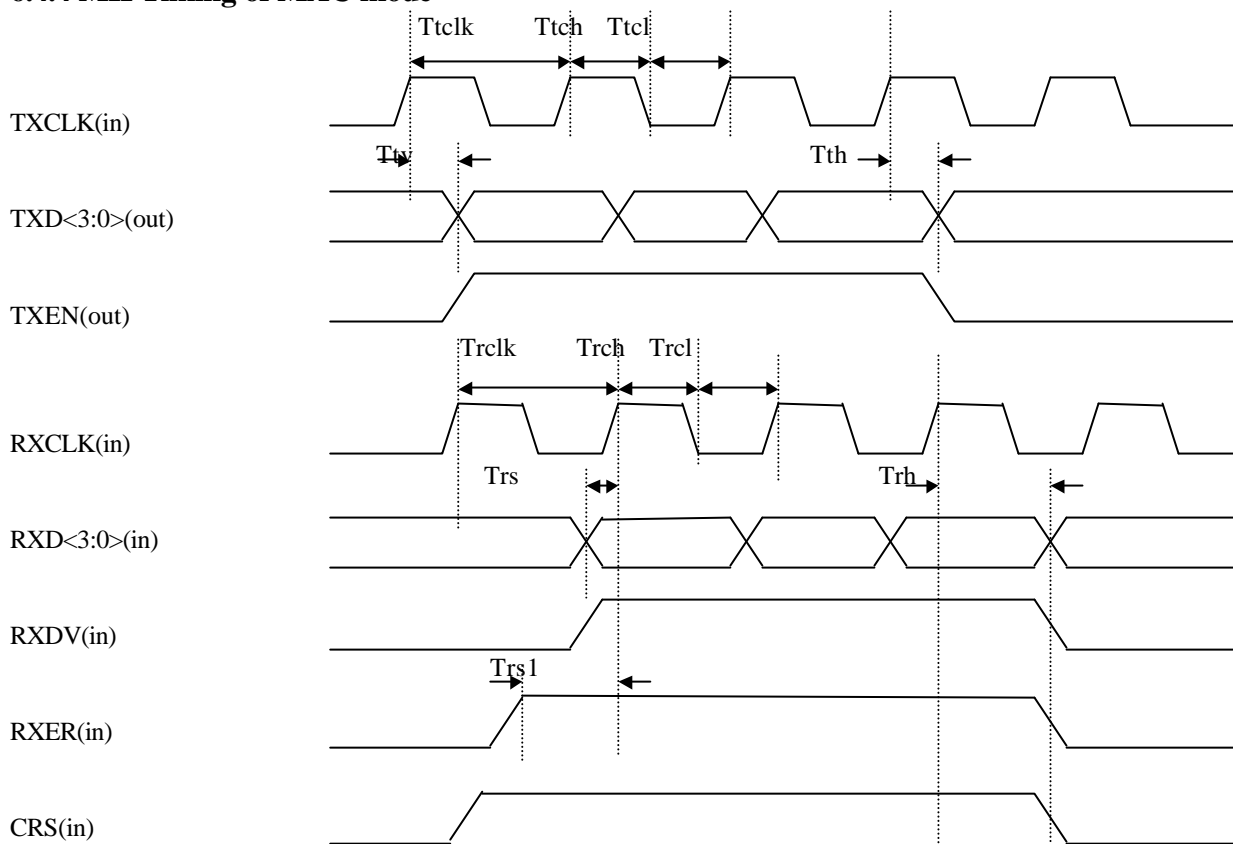 Ttclk Ttch Ttcl
TXCLK(in)
Ttv Tth
TXD<3:0>(out)
TXEN(out)
Trclk Trch Trcl
RXCLK(in)
Trs Trh
RXD<3:0>(in)
RXDV(in)
Trs1
RXER(in)
CRS(in)